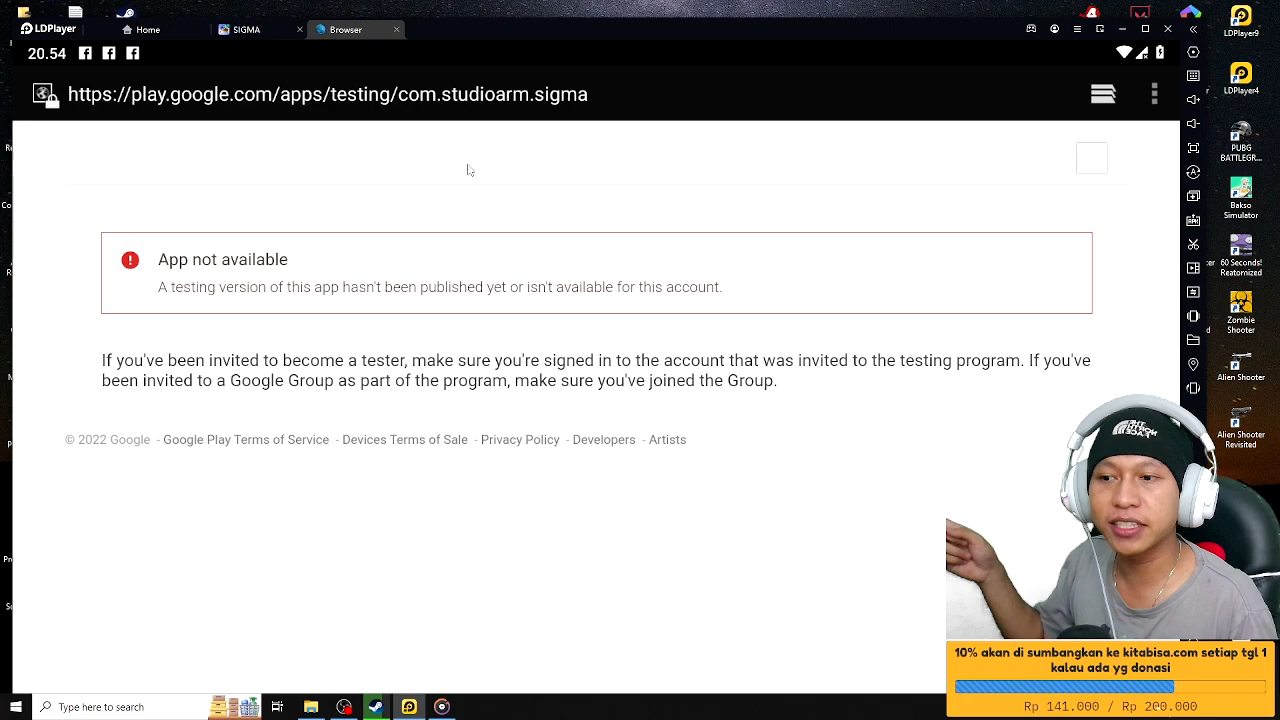 LDPlayer
Home
SIGMA
Browser
20.54
https://play.google.com/apps/testing/com.studioarm.sigma
App not available
A testing version of this app hasn't been published yet or isn't available for this account.
If you've been invited to become a tester, make sure you're signed in to the account that was invited to the testing program. If you've
been invited to a Google Group as part of the program, make sure you've joined the Group.
© 2022 Google - Google Play Terms of Service - Devices Terms of Sale - Privacy Policy - Developers - Artists
LDPlayer9
LDPlayer4
PUBG
BATTLEGR...
Bakso
Simulator
60 Seconds!
Reatomized
Zombie
Shooter
Alien Shooter
Alien Shooter
Revisited
10% akan di sumbangkan ke kitabisa.com setiap tgl 1
kalau ada yg donasi
Rp 141.000 / Rp 200.000
Type here to search